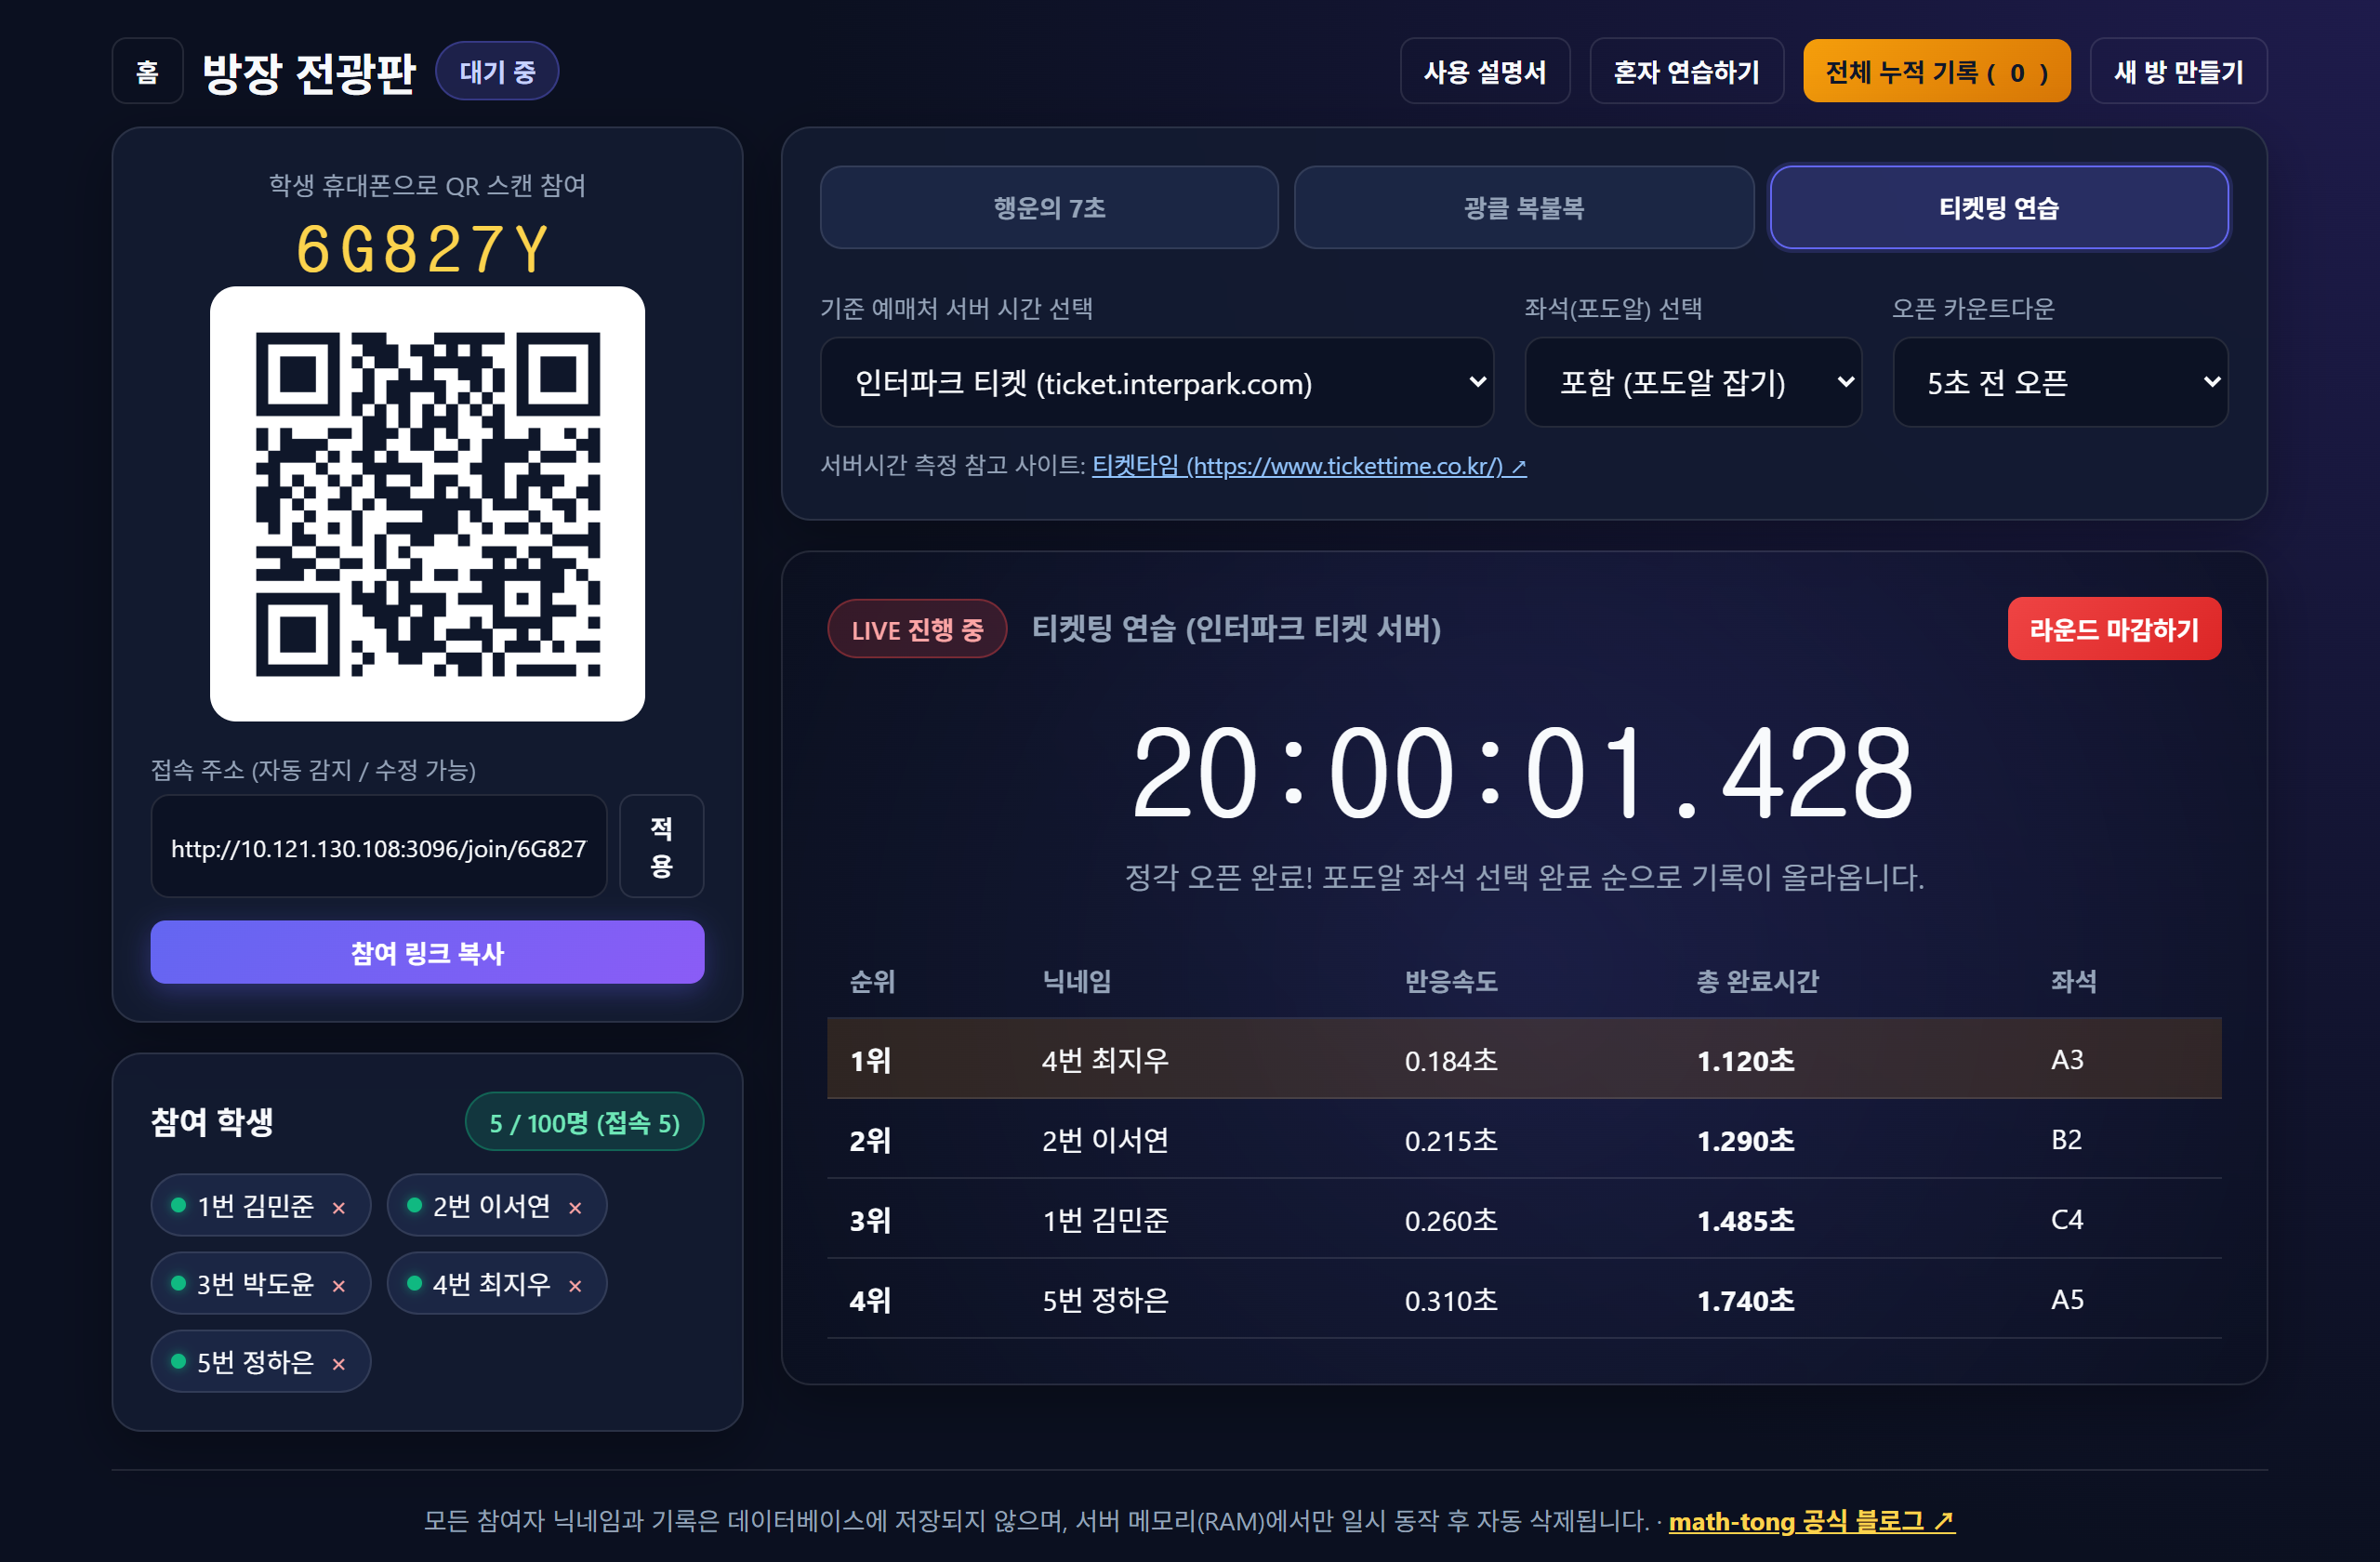 홈 방장 전광판 대기 중 사용 설명서 혼자 연습하기 전체 누적 기록 ( 0 ) 새 방 만들기
학생 휴대폰으로 QR 스캔 참여
6G827Y
접속 주소 (자동 감지 / 수정 가능)
http://10.121.130.108:3096/join/6G827
적
용
참여 링크 복사
참여 학생 5 / 100명 (접속 5)
1번 김민준 × 2번 이서연 ×
3번 박도윤 × 4번 최지우 ×
5번 정하은 ×
행운의 7초 광클 복불복 티켓팅 연습
기준 예매처 서버 시간 선택 좌석(포도알) 선택 오픈 카운트다운
인터파크 티켓 (ticket.interpark.com) 포함 (포도알 잡기) 5초 전 오픈
서버시간 측정 참고 사이트: 티켓타임 (https://www.tickettime.co.kr/) ↗
LIVE 진행 중 티켓팅 연습 (인터파크 티켓 서버) 라운드 마감하기
20:00:01.428
정각 오픈 완료! 포도알 좌석 선택 완료 순으로 기록이 올라옵니다.
순위 닉네임 반응속도 총 완료시간 좌석
1위 4번 최지우 0.184초 1.120초 A3
2위 2번 이서연 0.215초 1.290초 B2
3위 1번 김민준 0.260초 1.485초 C4
4위 5번 정하은 0.310초 1.740초 A5
모든 참여자 닉네임과 기록은 데이터베이스에 저장되지 않으며, 서버 메모리(RAM)에서만 일시 동작 후 자동 삭제됩니다. · math-tong 공식 블로그 ↗